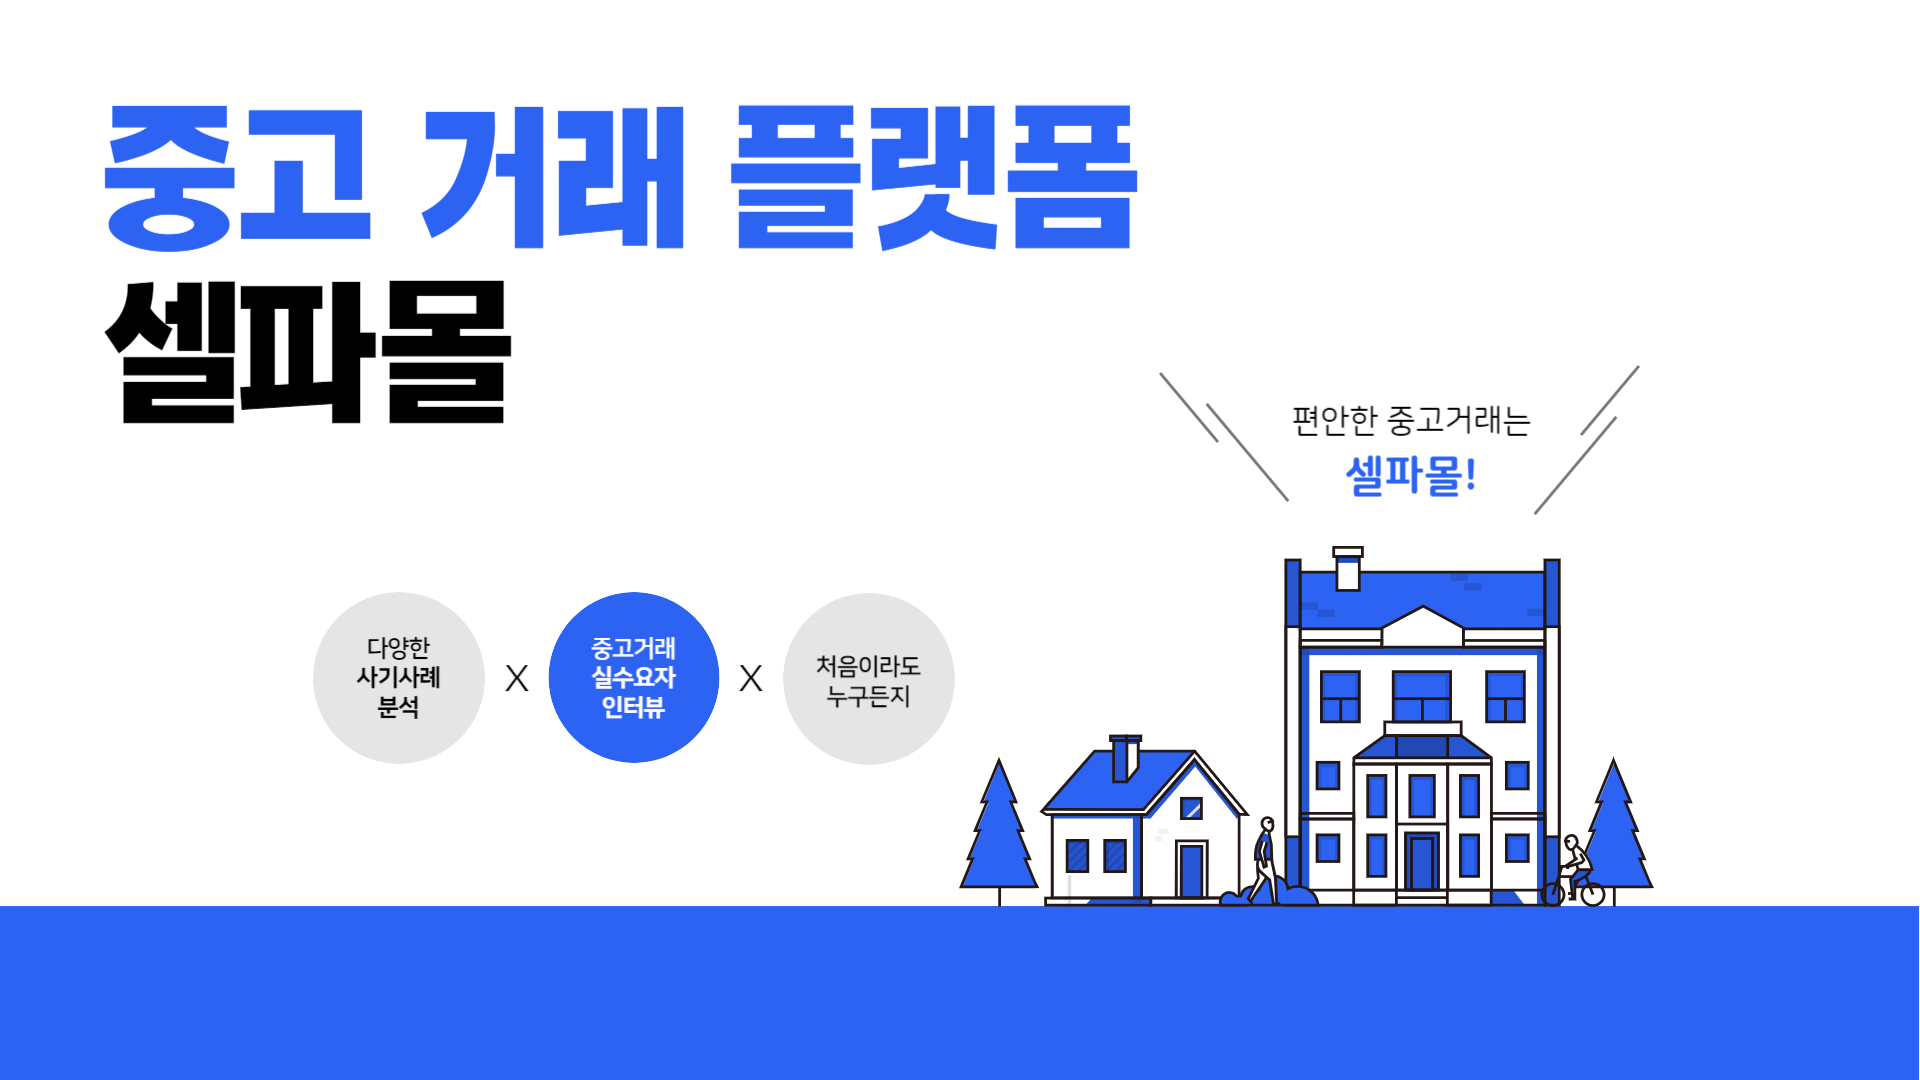 중고 거래 플랫폼
셀파몰
편안한 중고거래는
셀파몰!
다양한
사기사례
분석
X
중고거래
실수요자
인터뷰
X
처음이라도
누구든지